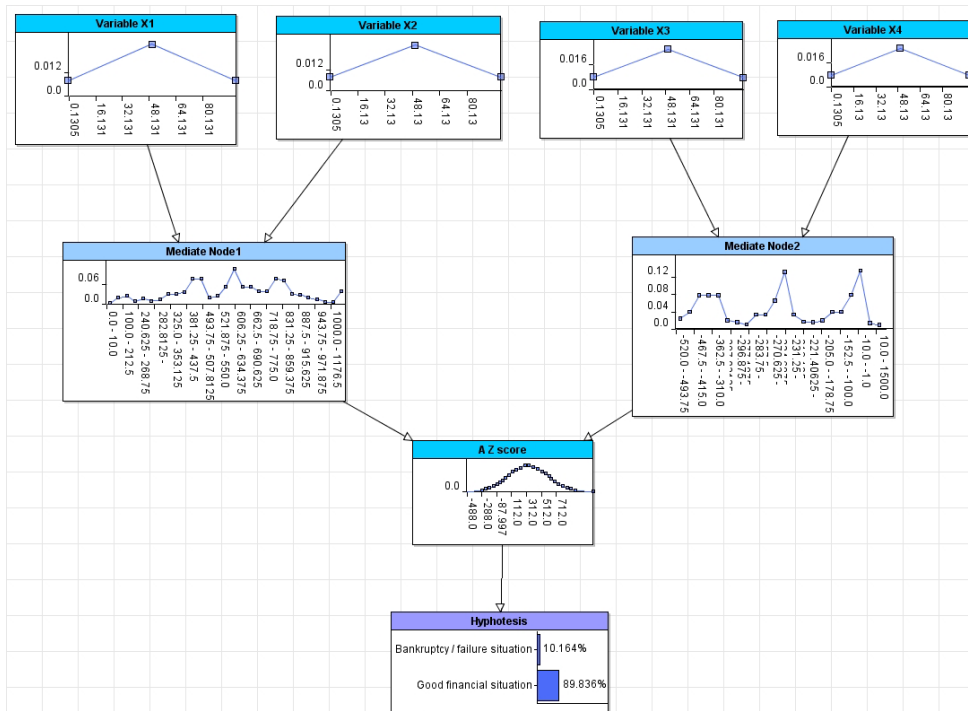 Variable X1
0.012
0.0
0.1305
16.131
32.131
48.131
64.131
80.131
Variable X2
0.012
0.0
0.1305
16.13
32.13
48.13
64.13
80.13
Variable X3
0.016
0.0
0.1305
16.131
32.131
48.131
64.131
80.131
Variable X4
0.016
0.0
0.1305
16.13
32.13
48.13
64.13
80.13
Mediate Node1
0.06
0.0
0.0 - 10.0
100.0 - 212.5
240.625 - 268.75
282.8125 -
325.0 - 353.125
381.25 - 437.5
493.75 - 507.8125
521.875 - 550.0
606.25 - 634.375
662.5 - 690.625
718.75 - 775.0
831.25 - 859.375
887.5 - 915.625
943.75 - 971.875
1000.0 - 1176.5
Mediate Node2
0.12
0.08
0.04
0.0
-520.0 - -493.75
-467.5 - -415.0
-362.5 - -310.0
-296.875 -
-283.75 -
-270.625 -
-231.25 -
-221.40625 -
-205.0 - -178.75
-152.5 - -100.0
-10.0 - -1.0
10.0 - 1500.0
A Z score
0.0
-488.0
-288.0
-87.997
112.0
312.0
512.0
712.0
Hyphotesis
Bankruptcy / failure situation
10.164%
Good financial situation
89.836%